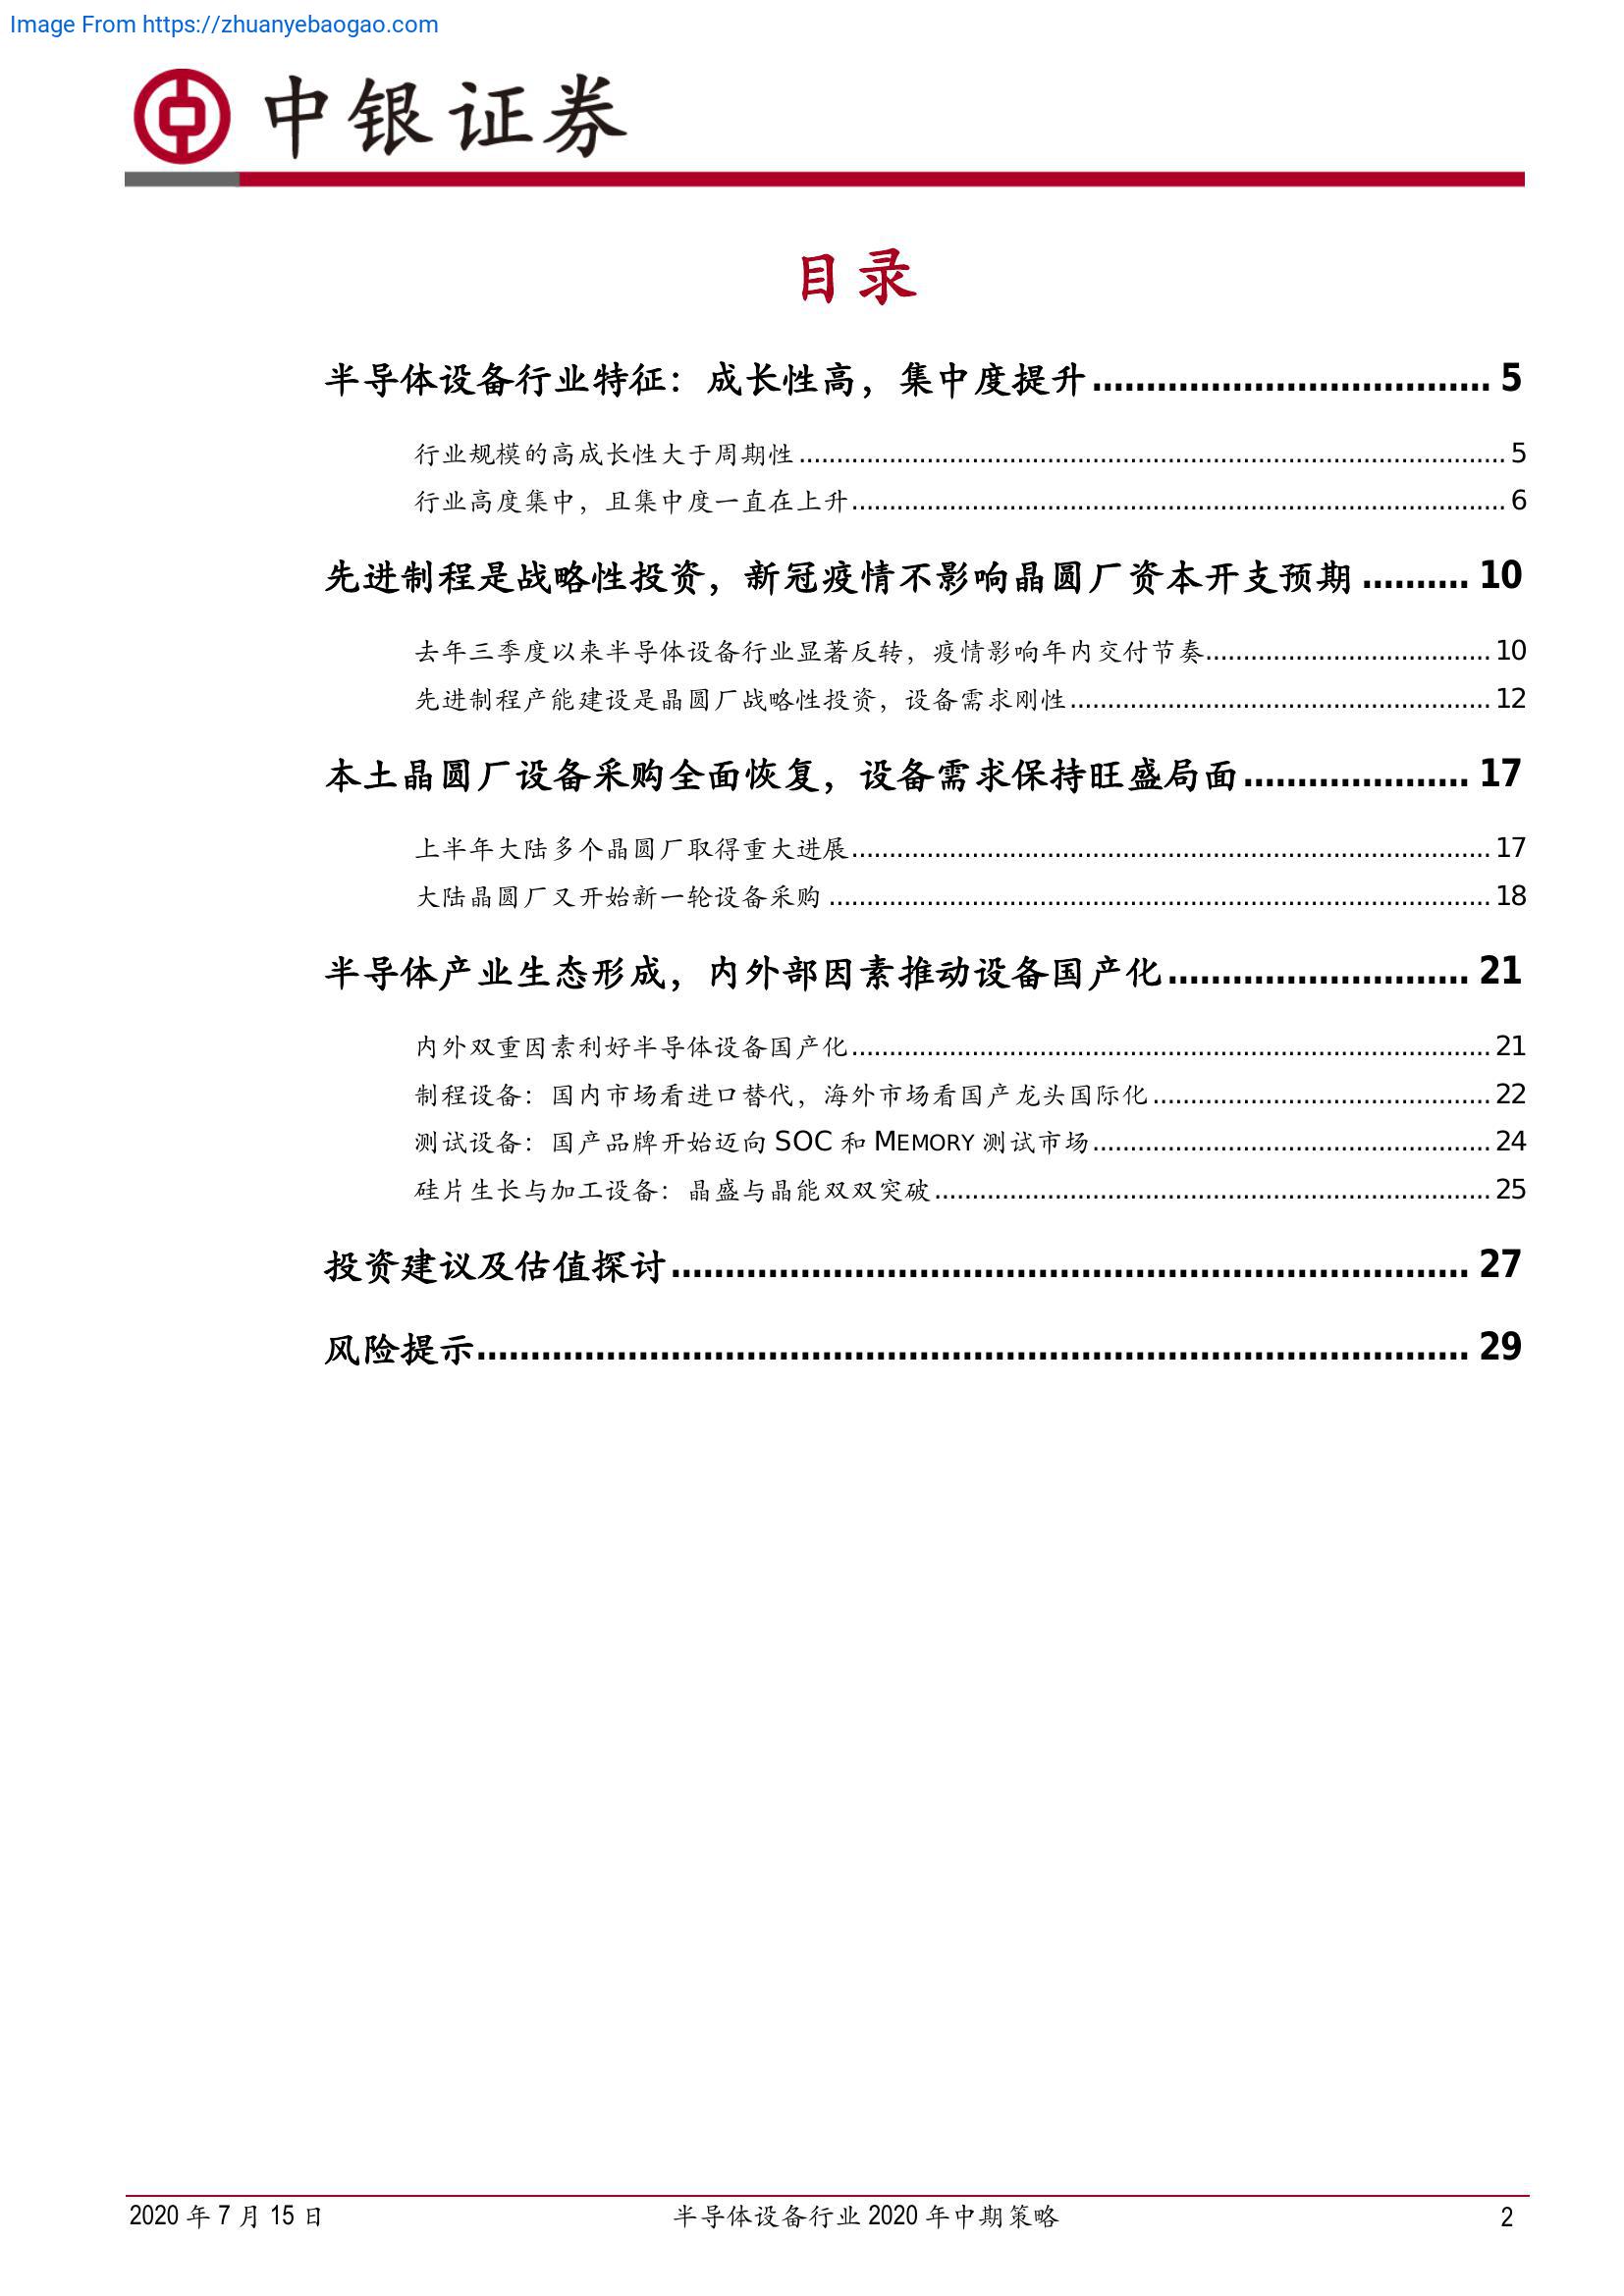 Image From https://zhuanyebaogao.com
中银证券
目录
半导体设备行业特征：成长性高，集中度提升..................................... 5
行业规模的高成长性大于周期性............................................................................................... 5
行业高度集中，且集中度一直在上升........................................................................................ 6
先进制程是战略性投资，新冠疫情不影响晶圆厂资本开支预期.......... 10
去年三季度以来半导体设备行业显著反转，疫情影响年内交付节奏...................................... 10
先进制程产能建设是晶圆厂战略性投资，设备需求刚性........................................................ 12
本土晶圆厂设备采购全面恢复，设备需求保持旺盛局面..................... 17
上半年大陆多个晶圆厂取得重大进展...................................................................................... 17
大陆晶圆厂又开始新一轮设备采购......................................................................................... 18
半导体产业生态形成，内外部因素推动设备国产化............................ 21
内外双重因素利好半导体设备国产化...................................................................................... 21
制程设备：国内市场看进口替代，海外市场看国产龙头国际化............................................. 22
测试设备：国产品牌开始迈向 SOC 和 MEMORY 测试市场..................................................... 24
硅片生长与加工设备：晶盛与晶能双双突破.......................................................................... 25
投资建议及估值探讨.......................................................................... 27
风险提示............................................................................................ 29
2020 年 7 月 15 日
半导体设备行业 2020 年中期策略
2